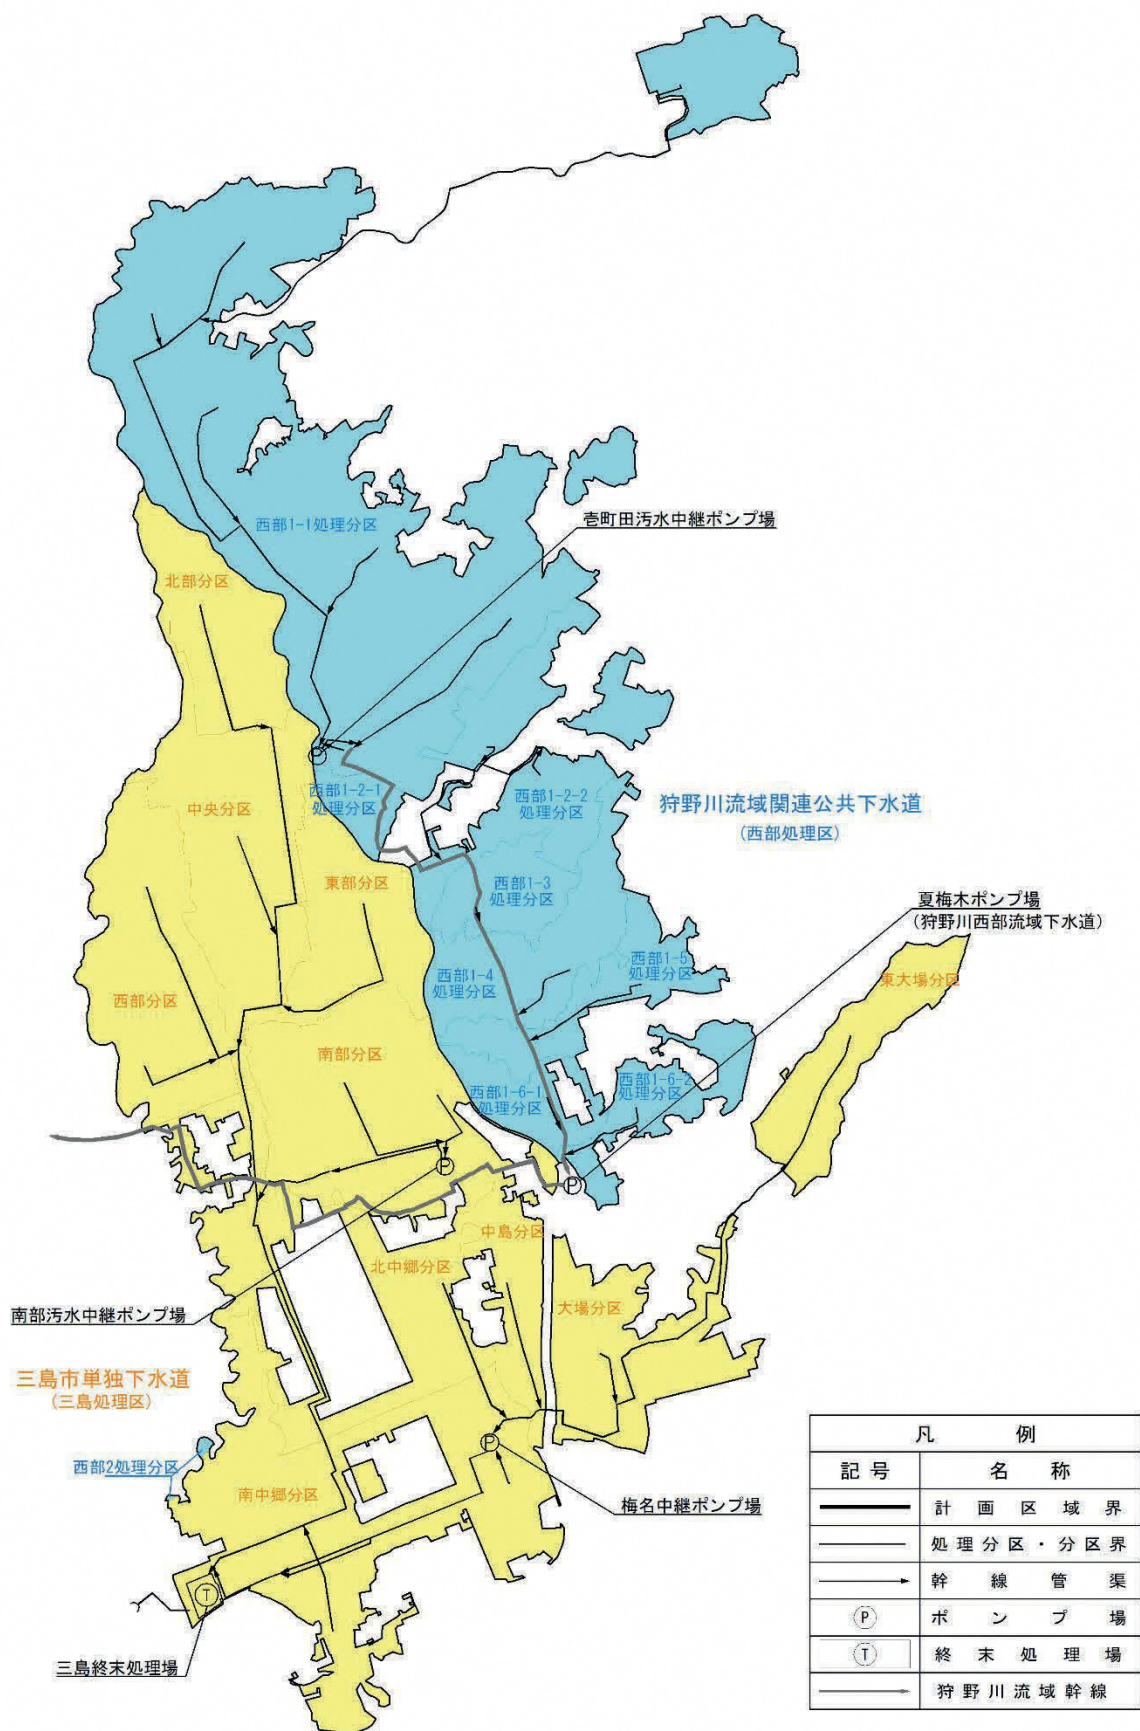 西部1-1処理分区
壱町田汚水中継ポンプ場
北部分区
西部1-2-1
処理分区
西部1-2-2
処理分区
狩野川流域関連公共下水道
(西部処理区)
中央分区
東部分区
西部1-3
処理分区
夏梅木ポンプ場
(狩野川西部流域下水道)
西部1-4
処理分区
西部1-5
処理分区
東大場分区
西部分区
南部分区
西部1-6-1
処理分区
西部1-6-2
処理分区
P
P
中島分区
北中郷分区
大場分区
南部汚水中継ポンプ場
三島市単独下水道
(三島処理区)
P
西部2処理分区
南中郷分区
梅名中継ポンプ場
T
三島終末処理場
凡例
記号 名称
計画区域界
処理分区・分区界
幹線管渠
P ポンプ場
T 終末処理場
狩野川流域幹線